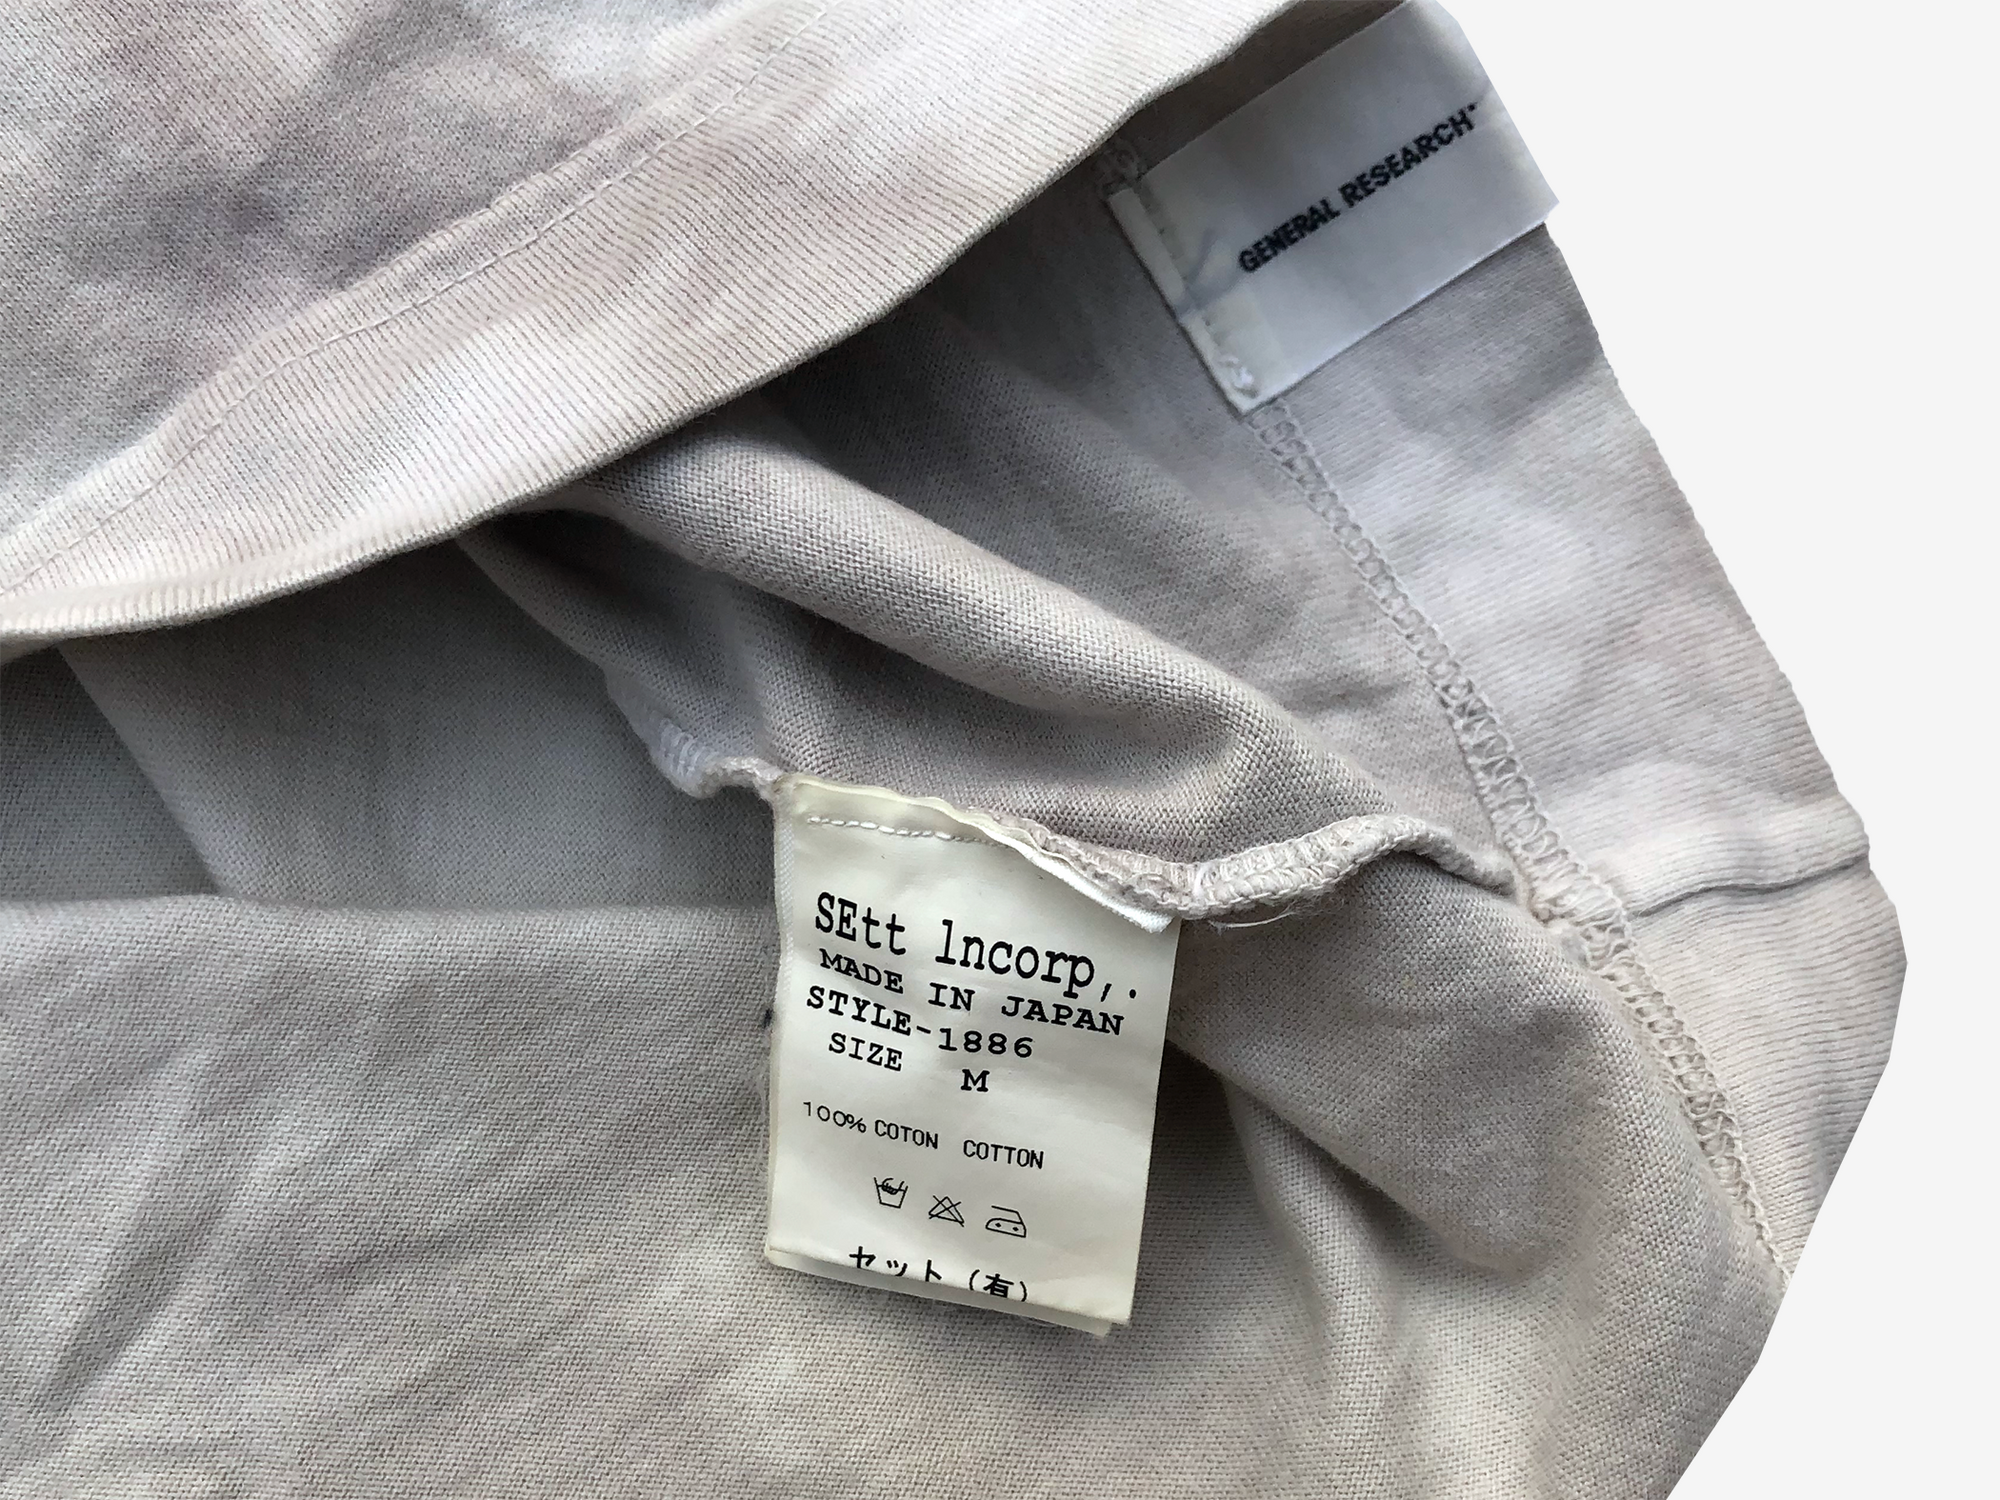 GENERAL RESEARCH
SEtt lncorp,.
MADE IN JAPAN
STYLE-1886
SIZE M
100% COTON COTTON
セット (有)